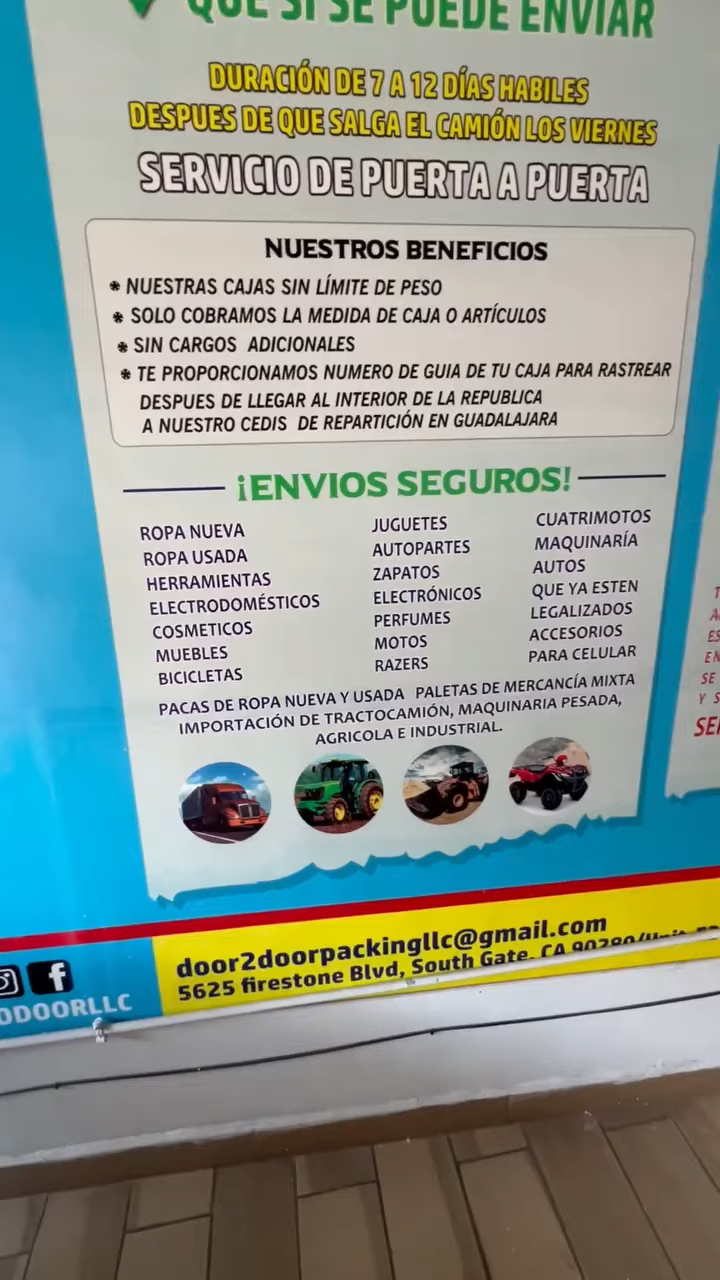 QUE SI SE PUEDE ENVIAR
DURACIÓN DE 7 A 12 DÍAS HABILES
DESPUES DE QUE SALGA EL CAMIÓN LOS VIERNES
SERVICIO DE PUERTA A PUERTA
NUESTROS BENEFICIOS
* NUESTRAS CAJAS SIN LÍMITE DE PESO
* SOLO COBRAMOS LA MEDIDA DE CAJA O ARTÍCULOS
* SIN CARGOS ADICIONALES
* TE PROPORCIONAMOS NUMERO DE GUIA DE TU CAJA PARA RASTREAR
DESPUES DE LLEGAR AL INTERIOR DE LA REPUBLICA
A NUESTRO CEDIS DE REPARTICIÓN EN GUADALAJARA
¡ENVIOS SEGUROS!
ROPA NUEVA
ROPA USADA
HERRAMIENTAS
ELECTRODOMÉSTICOS
COSMETICOS
MUEBLES
BICICLETAS
JUGUETES
AUTOPARTES
ZAPATOS
ELECTRÓNICOS
PERFUMES
MOTOS
RAZERS
CUATRIMOTOS
MAQUINARÍA
AUTOS
QUE YA ESTEN
LEGALIZADOS
ACCESORIOS
PARA CELULAR
PACAS DE ROPA NUEVA Y USADA PALETAS DE MERCANCÍA MIXTA
IMPORTACIÓN DE TRACTOCAMIÓN, MAQUINARIA PESADA,
AGRICOLA E INDUSTRIAL.
door2doorpackingllc@gmail.com
5625 firestone Blvd, South Gate, CA 90280
DOORLLC